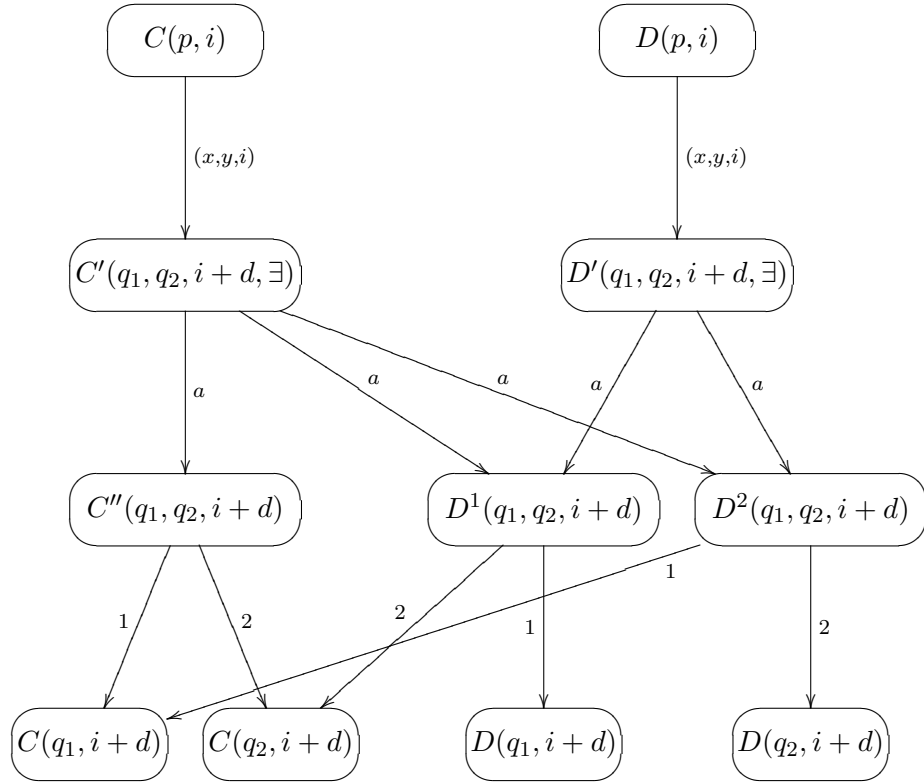 C(p, i) D(p, i)
(x,y,i) (x,y,i)
C′(q₁, q₂, i + d, ∃) D′(q₁, q₂, i + d, ∃)
a a a a a
C″(q₁, q₂, i + d) D¹(q₁, q₂, i + d) D²(q₁, q₂, i + d)
1 2 2 1 1 2
C(q₁, i + d) C(q₂, i + d) D(q₁, i + d) D(q₂, i + d)